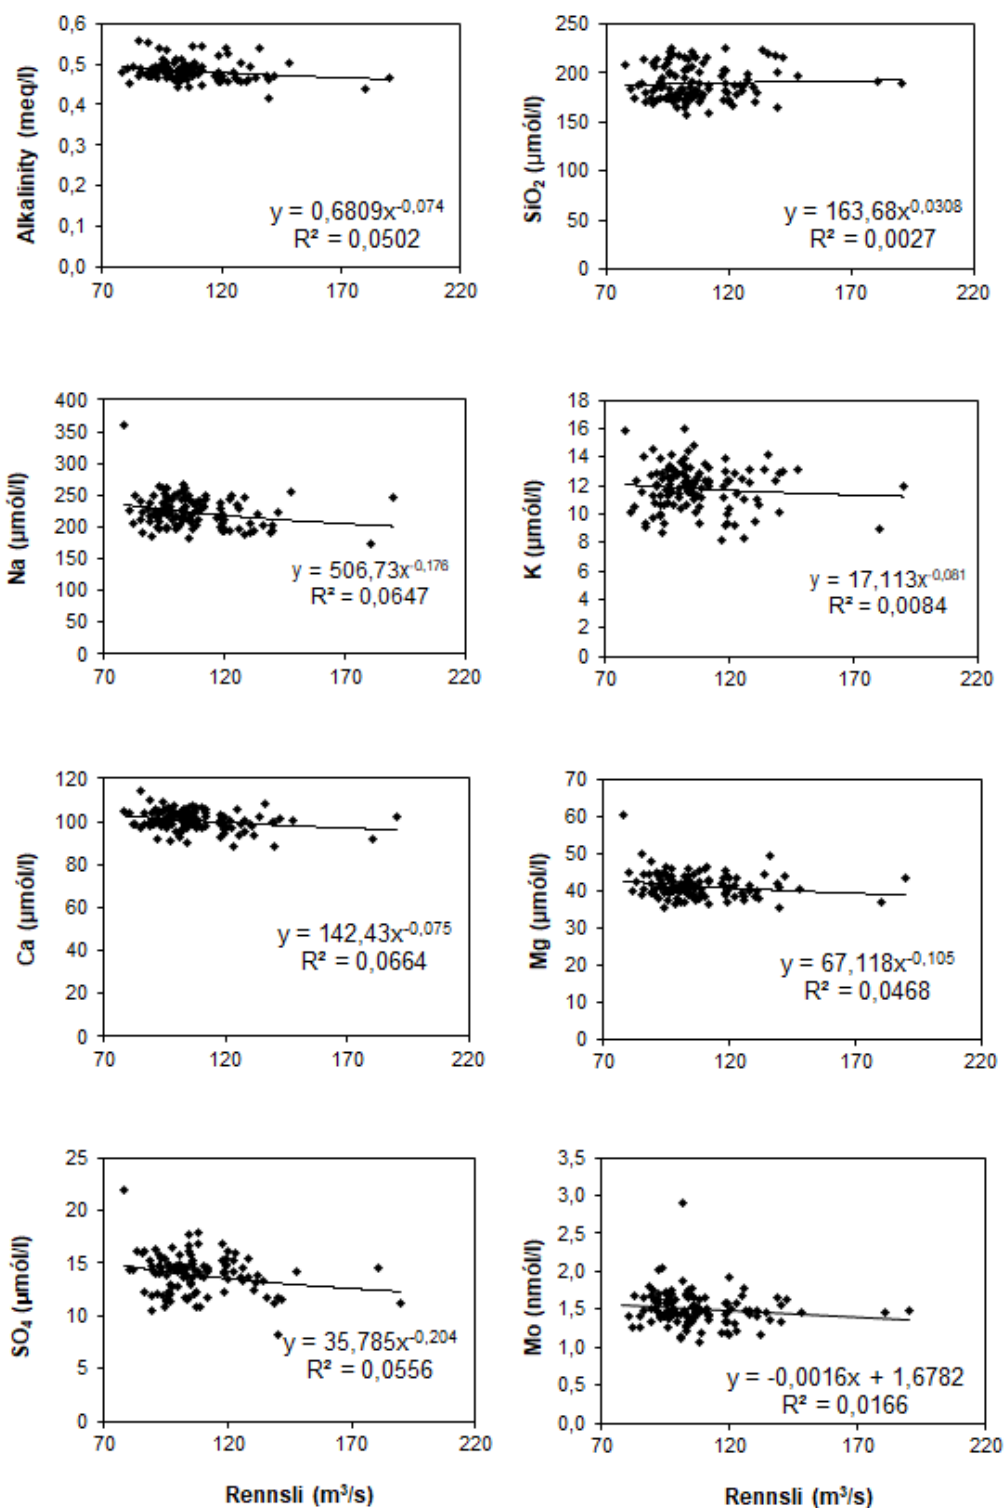 0,6
0,5
0,4
0,3
0,2
0,1
0,0
Alkalinity (meq/l)
y = 0,6809x^-0,074
R² = 0,0502
70 120 170 220
250
200
150
100
50
0
SiO₂ (µmól/l)
y = 163,68x^0,0308
R² = 0,0027
70 120 170 220
400
350
300
250
200
150
100
50
0
Na (µmól/l)
y = 506,73x^-0,176
R² = 0,0647
70 120 170 220
18
16
14
12
10
8
6
4
2
0
K (µmól/l)
y = 17,113x^-0,081
R² = 0,0084
70 120 170 220
120
100
80
60
40
20
0
Ca (µmól/l)
y = 142,43x^-0,075
R² = 0,0664
70 120 170 220
70
60
50
40
30
20
10
0
Mg (µmól/l)
y = 67,118x^-0,105
R² = 0,0468
70 120 170 220
25
20
15
10
5
0
SO₄ (µmól/l)
y = 35,785x^-0,204
R² = 0,0556
70 120 170 220
Rennsli (m³/s)
3,5
3,0
2,5
2,0
1,5
1,0
0,5
0,0
Mo (nmól/l)
y = -0,0016x + 1,6782
R² = 0,0166
70 120 170 220
Rennsli (m³/s)